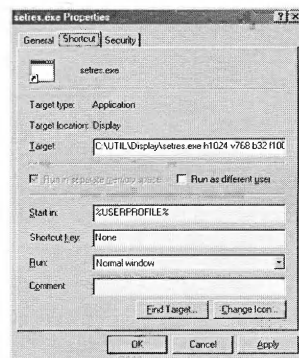 setres.exe Properties
General Shortcut Security
setres.exe
Target type: Application
Target location: Display
Target: C:\UTIL\Display\setres.exe h1024 v768 b32 f100
Run in separate memory space Run as different user
Start in: %USERPROFILE%
Shortcut key: None
Run: Normal window
Comment
Find Target... Change Icon...
OK Cancel Apply